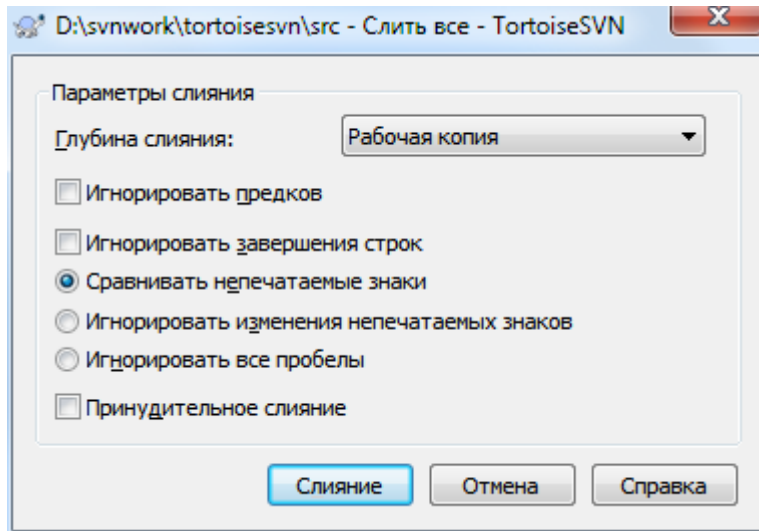 D:\svnwork\tortoisesvn\src - Слить все - TortoiseSVN
Параметры слияния
Глубина слияния: Рабочая копия
Игнорировать предков
Игнорировать завершения строк
Сравнивать непечатаемые знаки
Игнорировать изменения непечатаемых знаков
Игнорировать все пробелы
Принудительное слияние
Слияние Отмена Справка